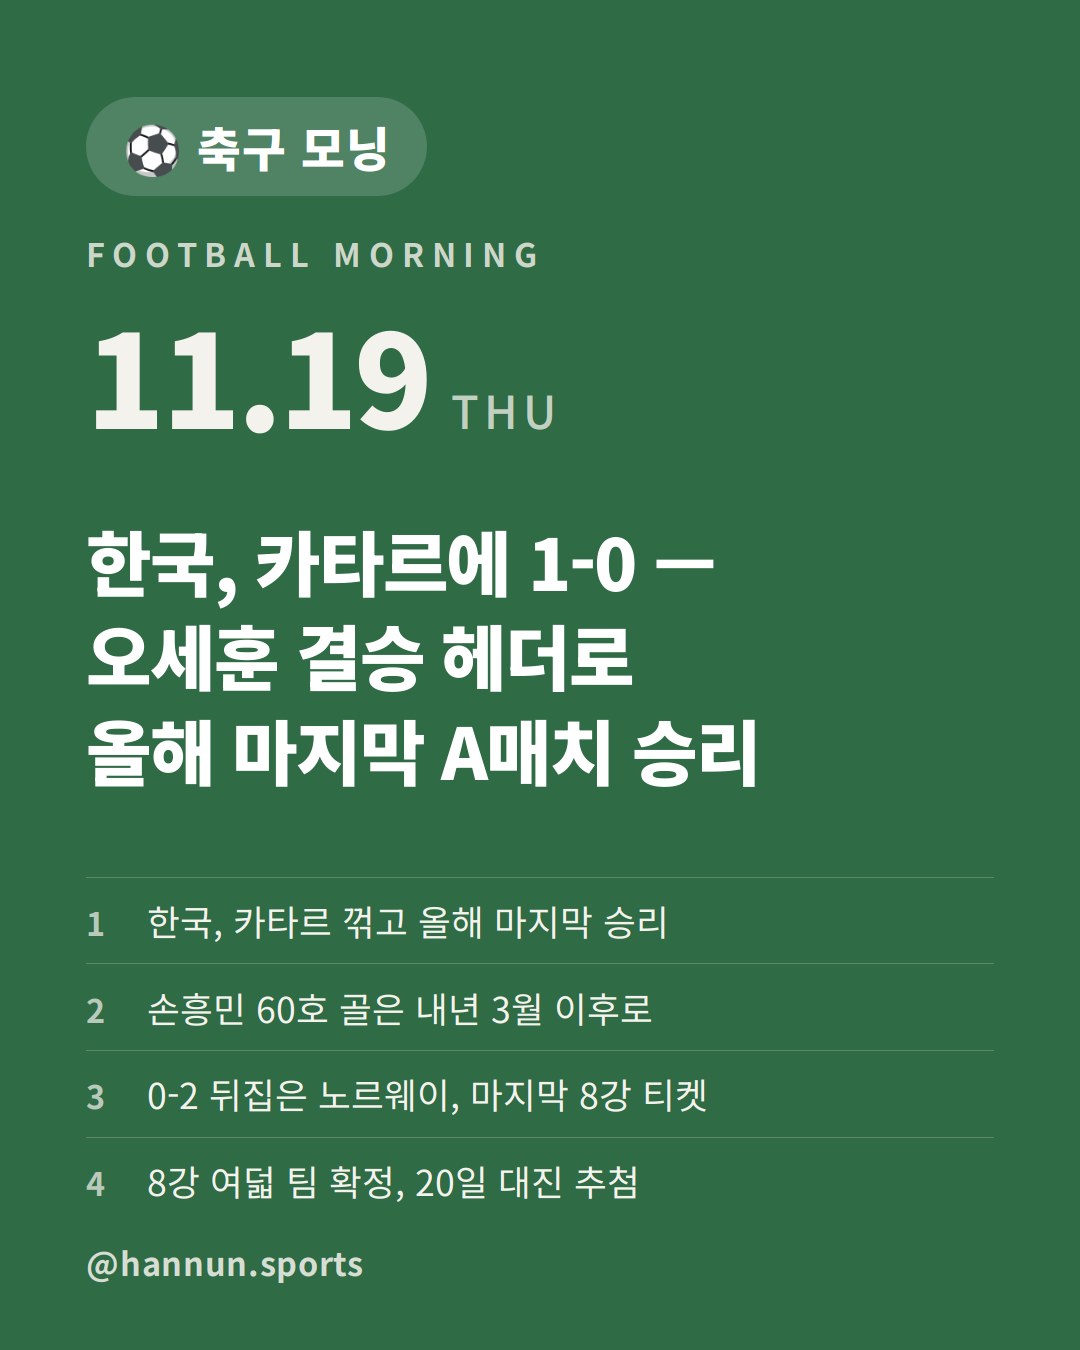 ⚽ 축구 모닝
FOOTBALL MORNING
11.19 THU
한국, 카타르에 1-0 —
오세훈 결승 헤더로
올해 마지막 A매치 승리
1 한국, 카타르 꺾고 올해 마지막 승리
2 손흥민 60호 골은 내년 3월 이후로
3 0-2 뒤집은 노르웨이, 마지막 8강 티켓
4 8강 여덟 팀 확정, 20일 대진 추첨
@hannun.sports